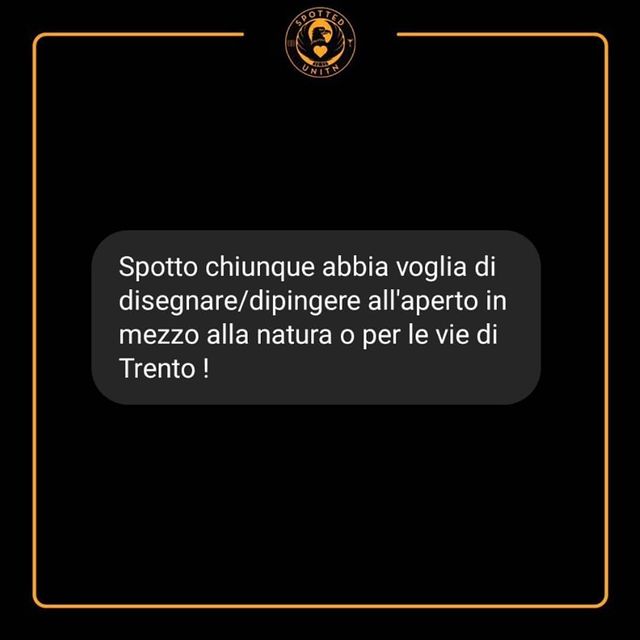 SPOTTED
UNITN
Spotto chiunque abbia voglia di
disegnare/dipingere all'aperto in
mezzo alla natura o per le vie di
Trento !